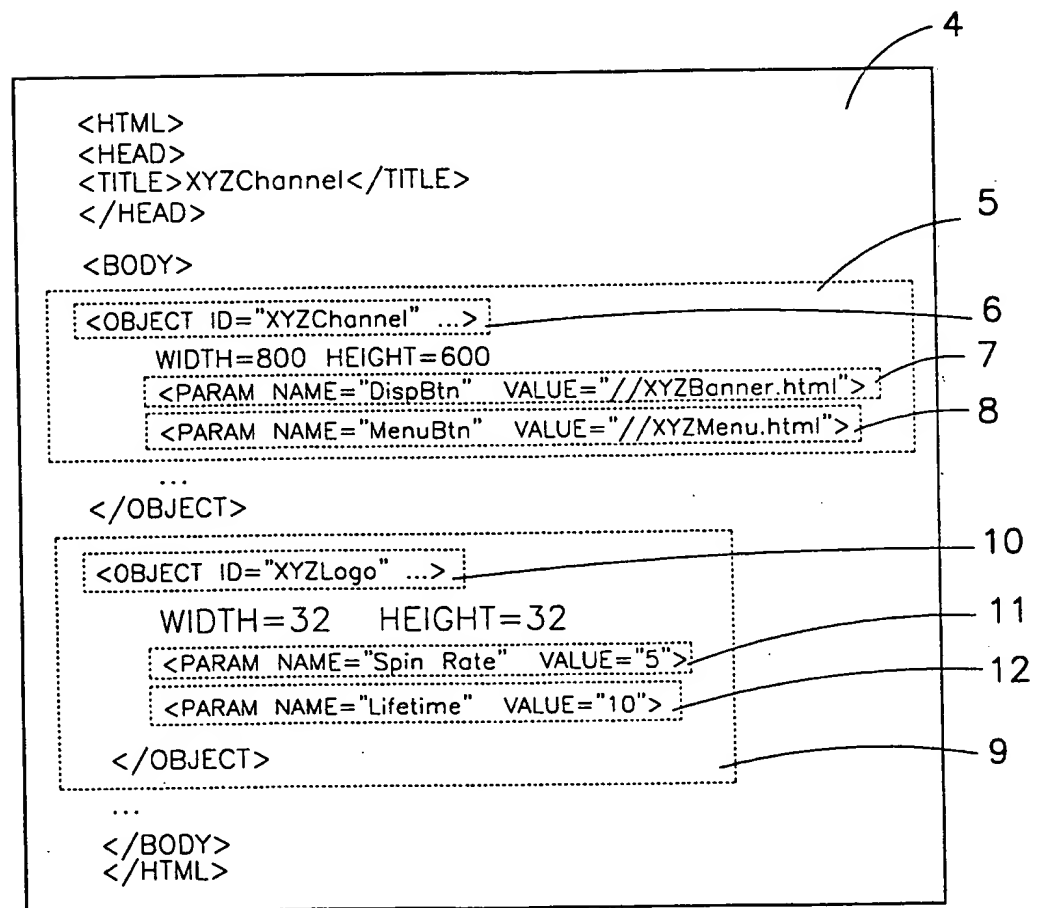 4
<HTML>
<HEAD>
<TITLE>XYZChannel</TITLE>
</HEAD>
5
<BODY>
<OBJECT ID="XYZChannel" ...>
6
WIDTH=800 HEIGHT=600
7
<PARAM NAME="DispBtn" VALUE="//XYZBanner.html">
8
<PARAM NAME="MenuBtn" VALUE="//XYZMenu.html">
...
</OBJECT>
10
<OBJECT ID="XYZLogo" ...>
11
WIDTH=32 HEIGHT=32
<PARAM NAME="Spin Rate" VALUE="5">
12
<PARAM NAME="Lifetime" VALUE="10">
9
</OBJECT>
...
</BODY>
</HTML>